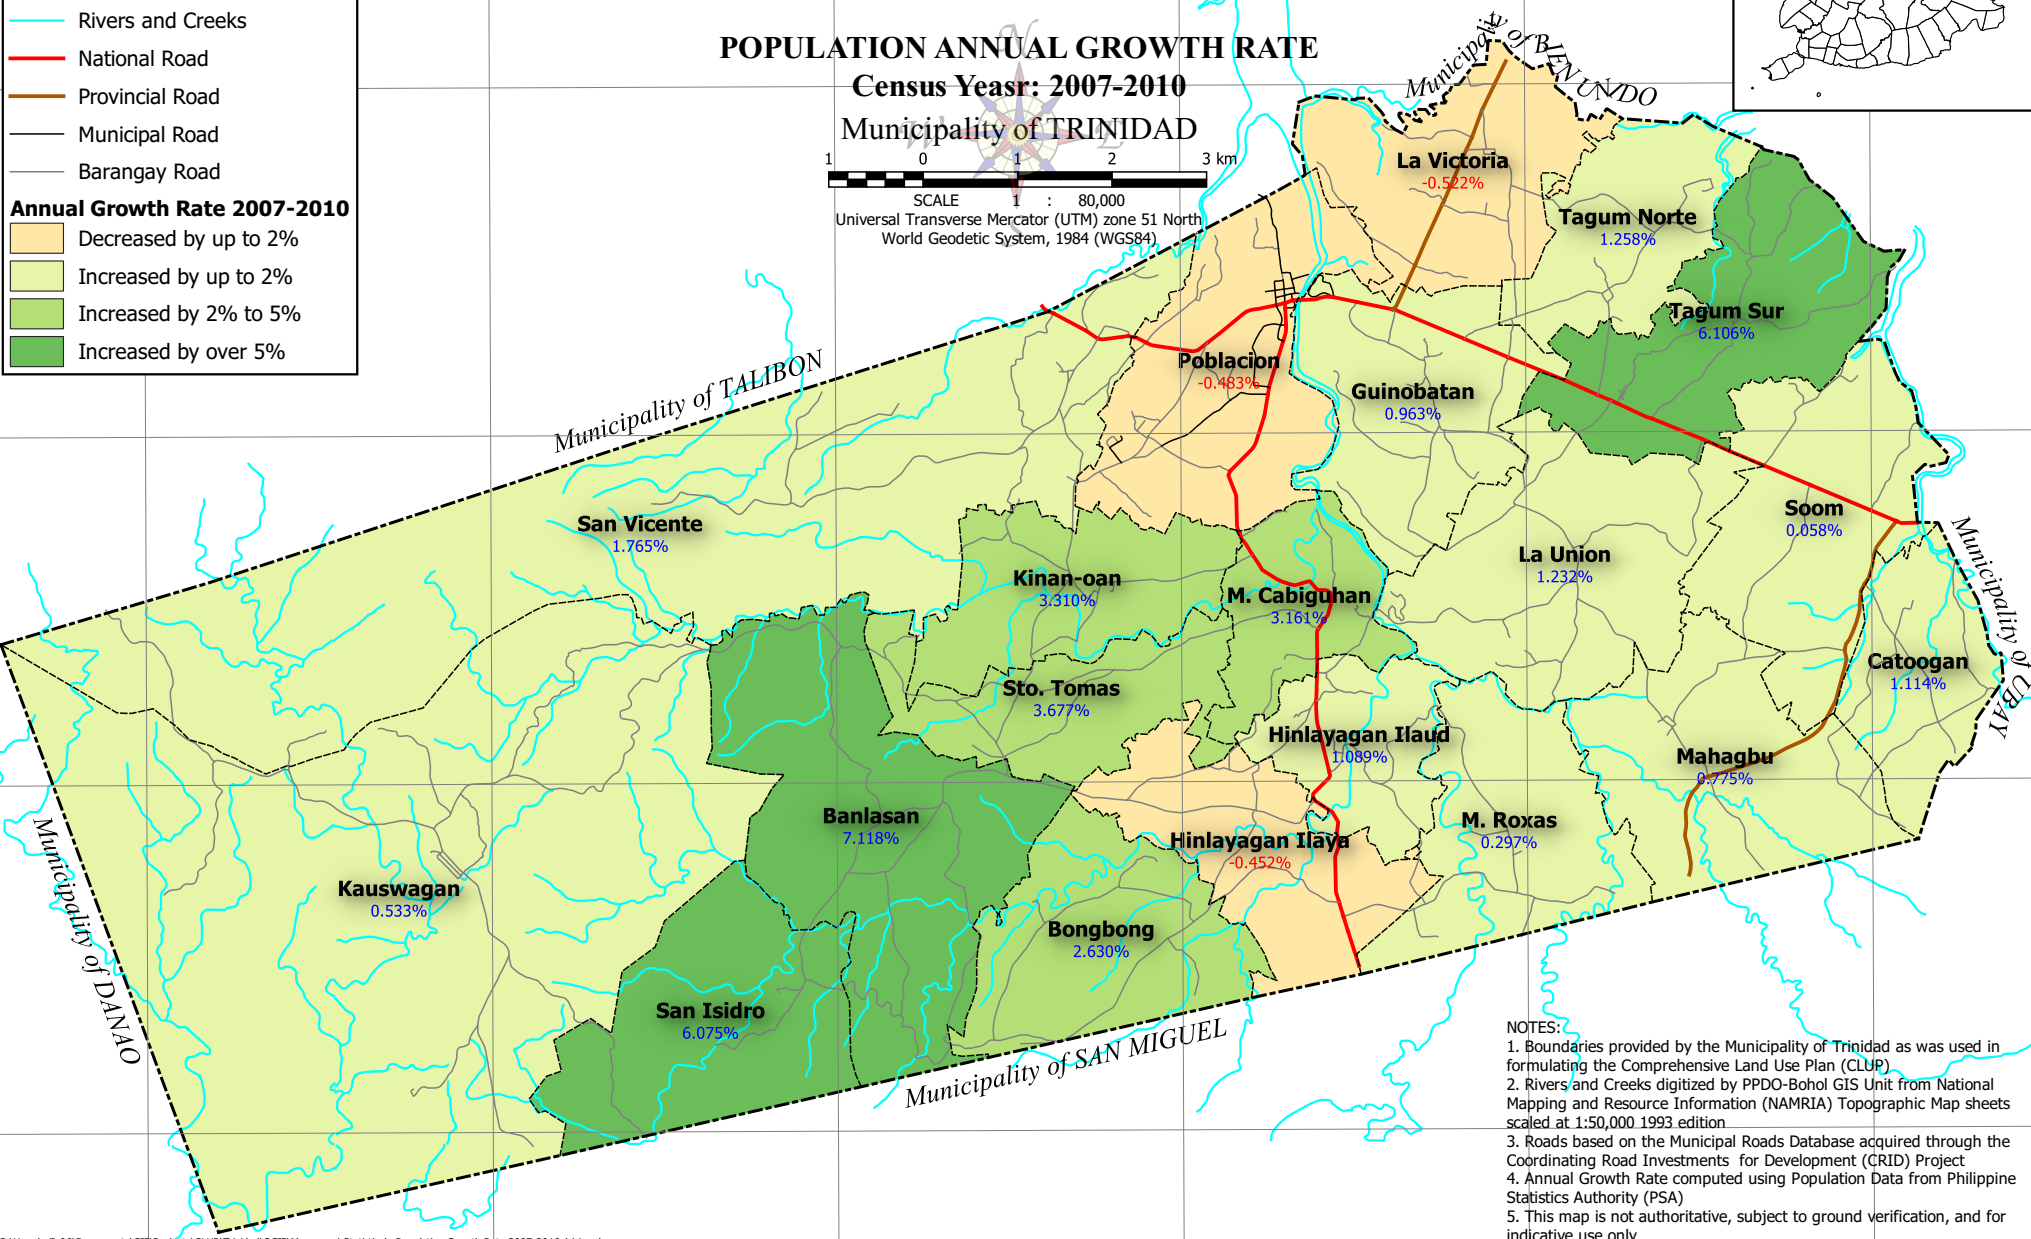 Rivers and Creeks
National Road
Provincial Road
Municipal Road
Barangay Road
Annual Growth Rate 2007-2010
Decreased by up to 2%
Increased by up to 2%
Increased by 2% to 5%
Increased by over 5%
POPULATION ANNUAL GROWTH RATE
Census Yeasr: 2007-2010
Municipality of TRINIDAD
N
W
E
1 0 1 2 3 km
SCALE 1 : 80,000
Universal Transverse Mercator (UTM) zone 51 North
World Geodetic System, 1984 (WGS84)
Municipality of BIEN UNIDO
La Victoria
-0.522%
Tagum Norte
1.258%
Tagum Sur
6.106%
Poblacion
-0.483%
Guinobatan
0.963%
Municipality of TALIBON
San Vicente
1.765%
Soom
0.058%
La Union
1.232%
Kinan-oan
3.310%
M. Cabiguhan
3.161%
Municipality of UBAY
Catoogan
1.114%
Sto. Tomas
3.677%
Hinlayagan Ilaud
1.089%
Mahagbu
0.775%
Banlasan
7.118%
M. Roxas
0.297%
Hinlayagan Ilaya
-0.452%
Kauswagan
0.533%
Municipality of DANAO
Bongbong
2.630%
San Isidro
6.075%
Municipality of SAN MIGUEL
NOTES:
1. Boundaries provided by the Municipality of Trinidad as was used in
formulating the Comprehensive Land Use Plan (CLUP)
2. Rivers and Creeks digitized by PPDO-Bohol GIS Unit from National
Mapping and Resource Information (NAMRIA) Topographic Map sheets
scaled at 1:50,000 1993 edition
3. Roads based on the Municipal Roads Database acquired through the
Coordinating Road Investments for Development (CRID) Project
4. Annual Growth Rate computed using Population Data from Philippine
Statistics Authority (PSA)
5. This map is not authoritative, subject to ground verification, and for
indicative use only